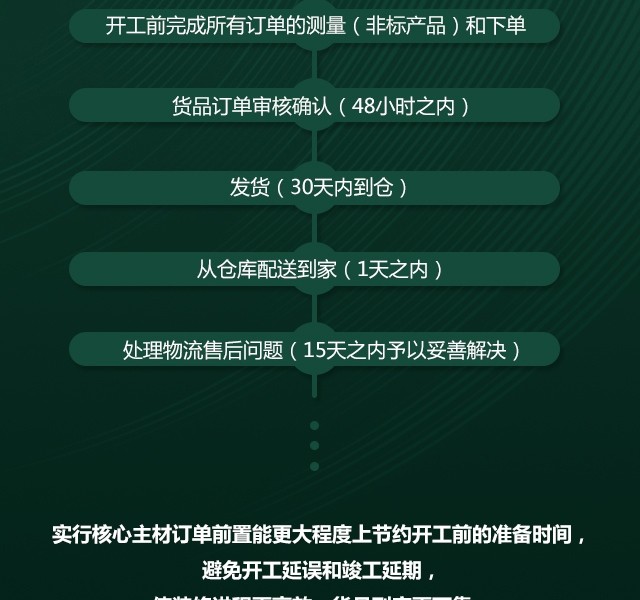 开工前完成所有订单的测量（非标产品）和下单
货品订单审核确认（48小时之内）
发货（30天内到仓）
从仓库配送到家（1天之内）
处理物流售后问题（15天之内予以妥善解决）
实行核心主材订单前置能更大程度上节约开工前的准备时间，
避免开工延误和竣工延期，